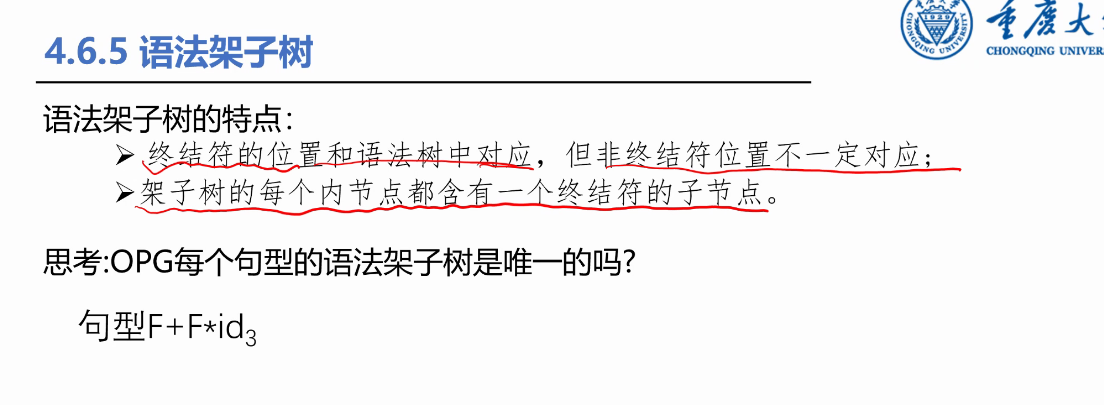 4.6.5 语法架子树
CHONGQING UNIVERSITY
1929
重庆大
CHONGQING UNIVER
语法架子树的特点：
➢ 终结符的位置和语法树中对应，但非终结符位置不一定对应；
➢ 架子树的每个内节点都含有一个终结符的子节点。
思考:OPG每个句型的语法架子树是唯一的吗?
句型F+F*id₃